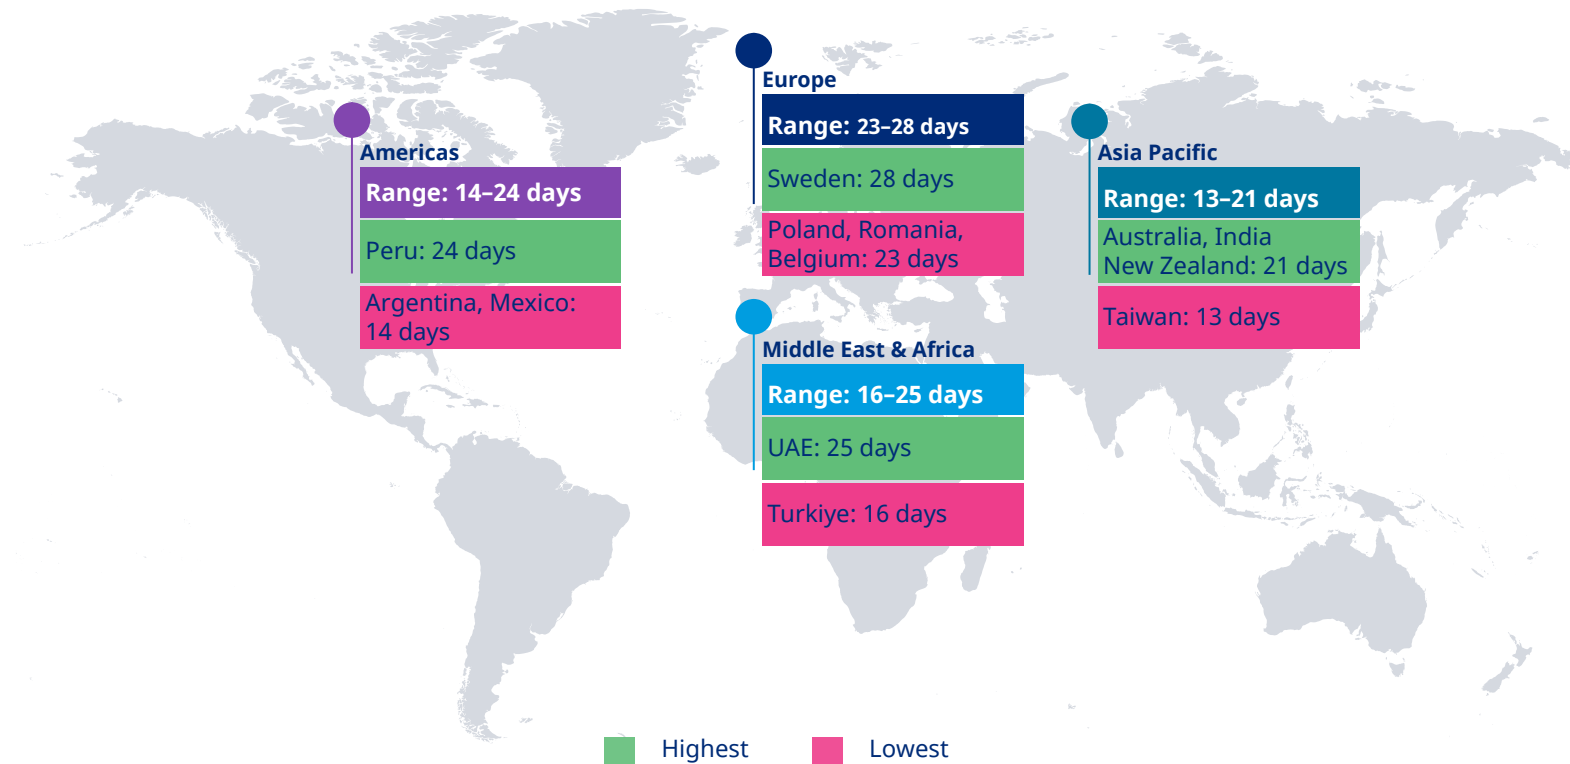 Americas
Range: 14–24 days
Peru: 24 days
Argentina, Mexico:
14 days
Europe
Range: 23–28 days
Sweden: 28 days
Poland, Romania,
Belgium: 23 days
Middle East & Africa
Range: 16–25 days
UAE: 25 days
Turkiye: 16 days
Asia Pacific
Range: 13–21 days
Australia, India
New Zealand: 21 days
Taiwan: 13 days
Highest
Lowest